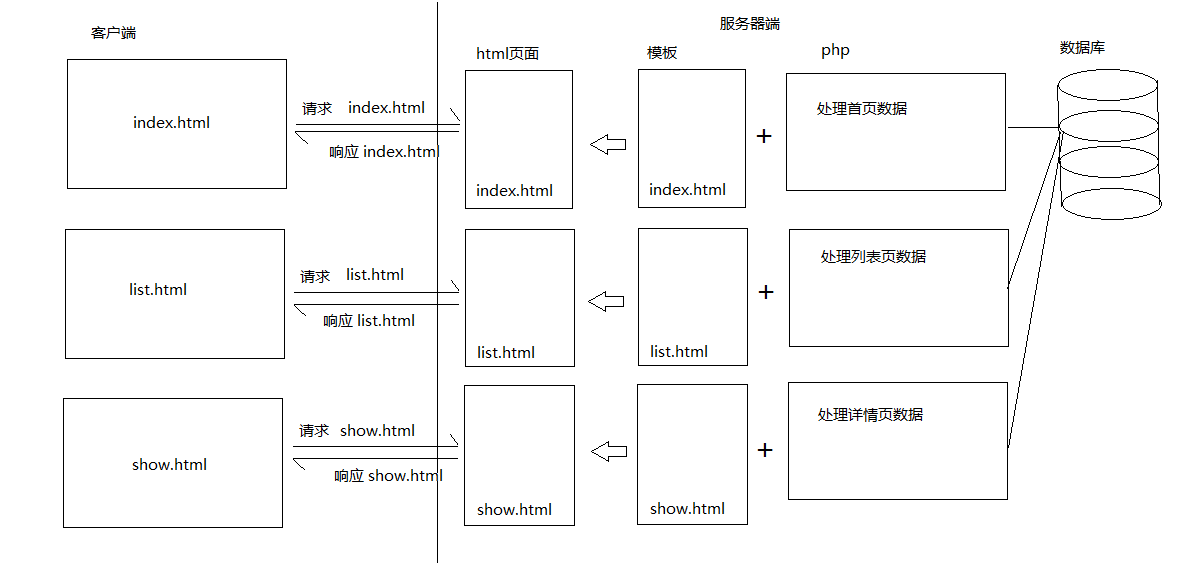 客户端
服务器端
html页面
模板
php
数据库
index.html
请求 index.html
响应 index.html
index.html
index.html
+
处理首页数据
list.html
请求 list.html
响应 list.html
list.html
list.html
+
处理列表页数据
show.html
请求 show.html
响应 show.html
show.html
show.html
+
处理详情页数据